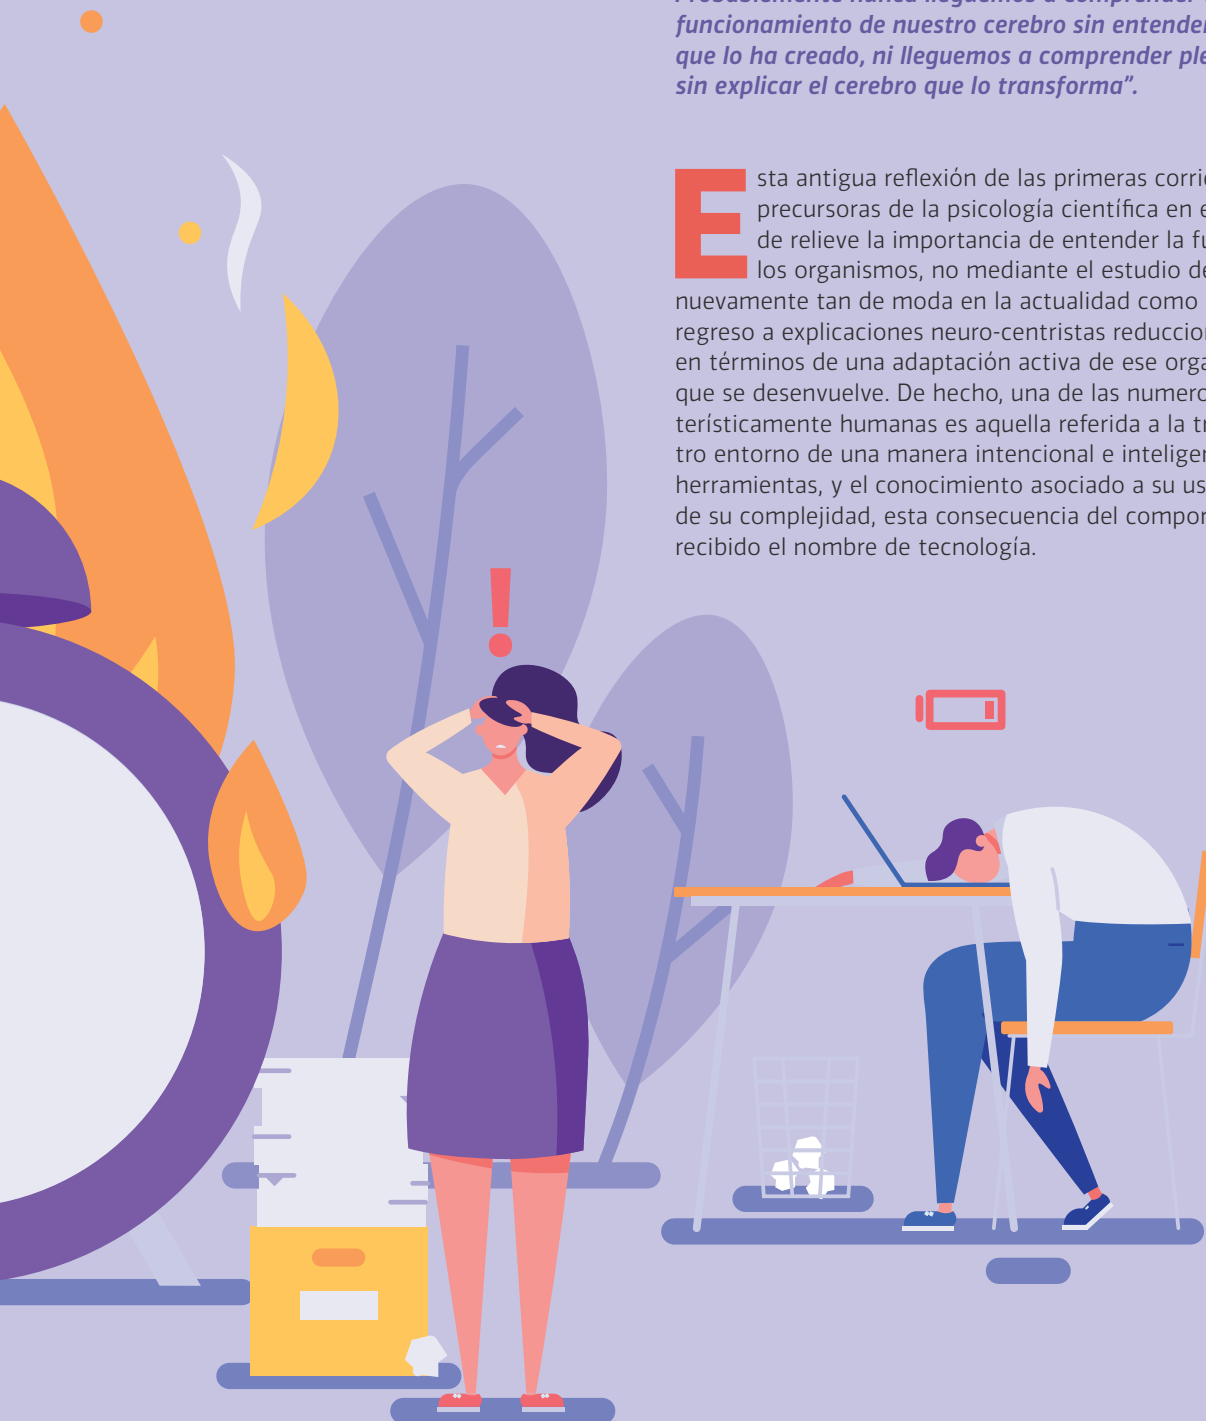 funcionamiento de nuestro cerebro sin entender
que lo ha creado, ni lleguemos a comprender ple
sin explicar el cerebro que lo transforma”.
Esta antigua reflexión de las primeras corrie
precursoras de la psicología científica en e
de relieve la importancia de entender la fu
los organismos, no mediante el estudio de
nuevamente tan de moda en la actualidad como
regreso a explicaciones neuro-centristas reduccion
en términos de una adaptación activa de ese orga
que se desenvuelve. De hecho, una de las numero
terísticamente humanas es aquella referida a la tr
tro entorno de una manera intencional e inteligen
herramientas, y el conocimiento asociado a su us
de su complejidad, esta consecuencia del compor
recibido el nombre de tecnología.